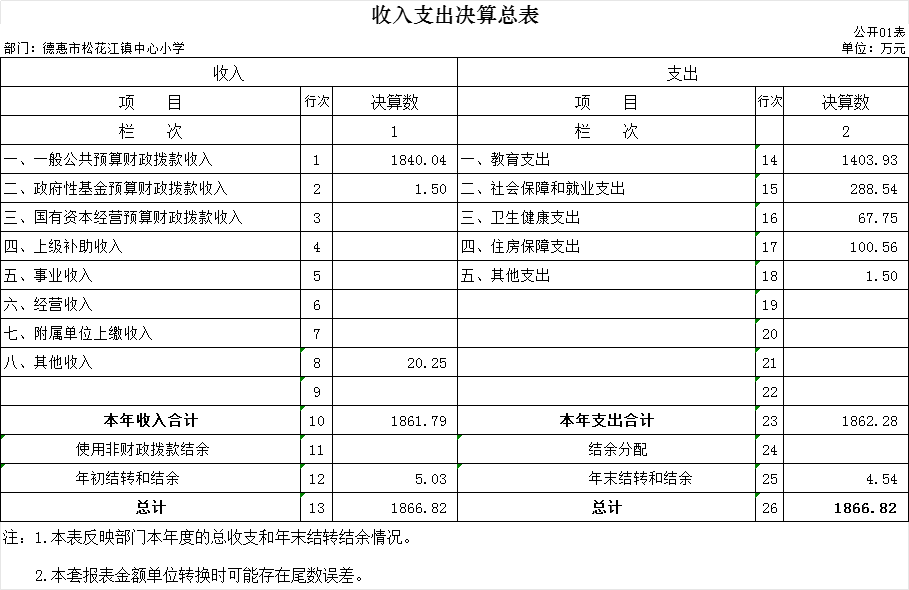 收入支出决算总表
公开01表
部门：德惠市松花江镇中心小学 单位：万元
收入 支出
项 目 行次 决算数 项 目 行次 决算数
栏 次 1 栏 次 2
一、一般公共预算财政拨款收入 1 1840.04 一、教育支出 14 1403.93
二、政府性基金预算财政拨款收入 2 1.50 二、社会保障和就业支出 15 288.54
三、国有资本经营预算财政拨款收入 3 三、卫生健康支出 16 67.75
四、上级补助收入 4 四、住房保障支出 17 100.56
五、事业收入 5 五、其他支出 18 1.50
六、经营收入 6 19
七、附属单位上缴收入 7 20
八、其他收入 8 20.25 21
9 22
本年收入合计 10 1861.79 本年支出合计 23 1862.28
使用非财政拨款结余 11 结余分配 24
年初结转和结余 12 5.03 年末结转和结余 25 4.54
总计 13 1866.82 总计 26 1866.82
注：1.本表反映部门本年度的总收支和年末结转结余情况。
2.本套报表金额单位转换时可能存在尾数误差。